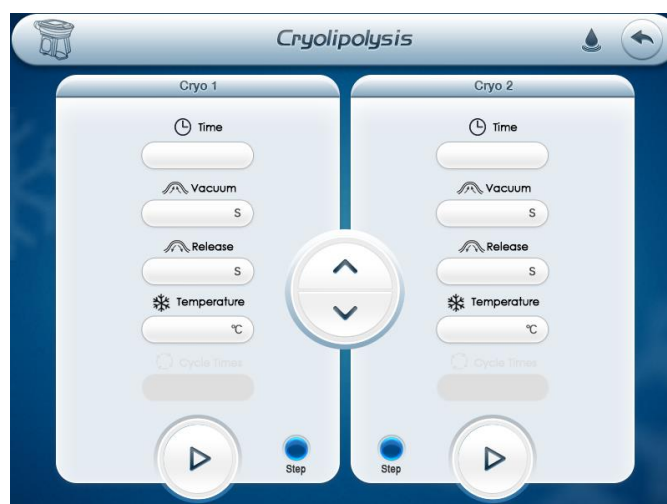 Cryolipolysis
Cryo 1
Time
Vacuum
S
Release
S
Temperature
°C
Cycle Times
Step
Cryo 2
Time
Vacuum
S
Release
S
Temperature
°C
Cycle Times
Step